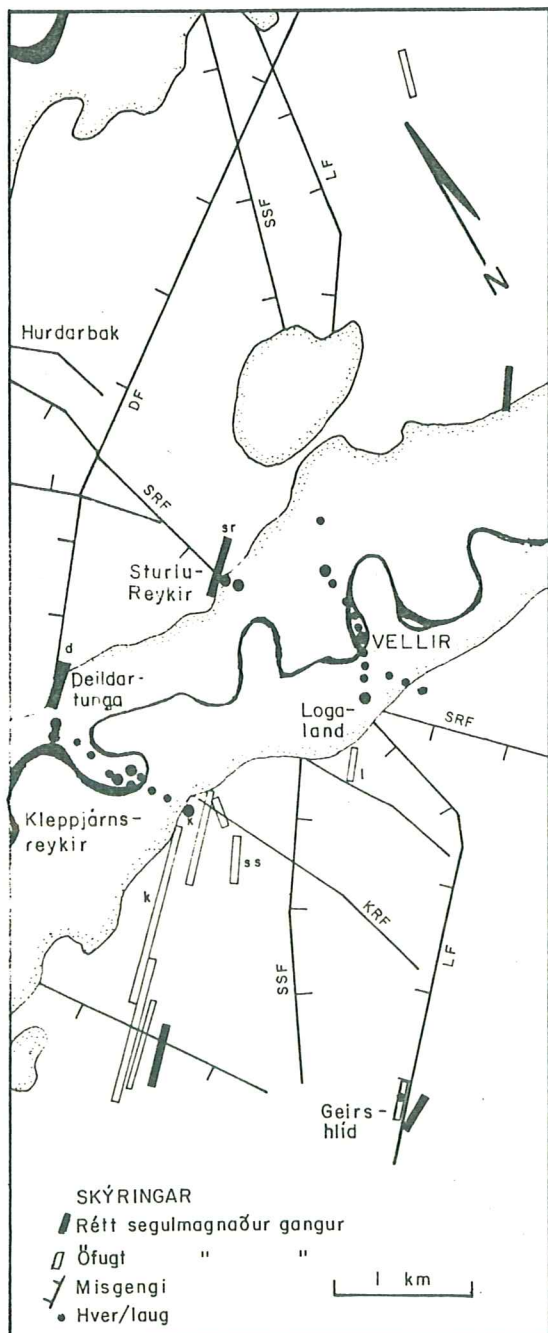 LF
SSF
N
Hurdarbak
DF
SRF
sr
Sturlu-
Reykir
VELLIR
d
Deildar-
tunga
Loga-
land
SRF
l
Kleppjárns-
reykir
k
k
ss
KRF
SSF
LF
Geirs-
hlíd
SKÝRINGAR
Rétt segulmagnaður gangur
Öfugt " "
Misgengi
Hver/laug
1 km